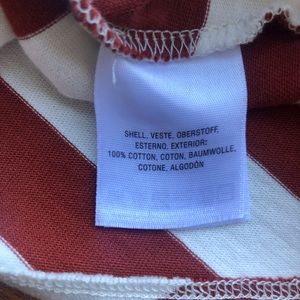 SHELL, VESTE, OBERSTOFF,
ESTERNO, EXTERIOR:
100% COTTON, COTON, BAUMWOLLE,
COTONE, ALGODÓN